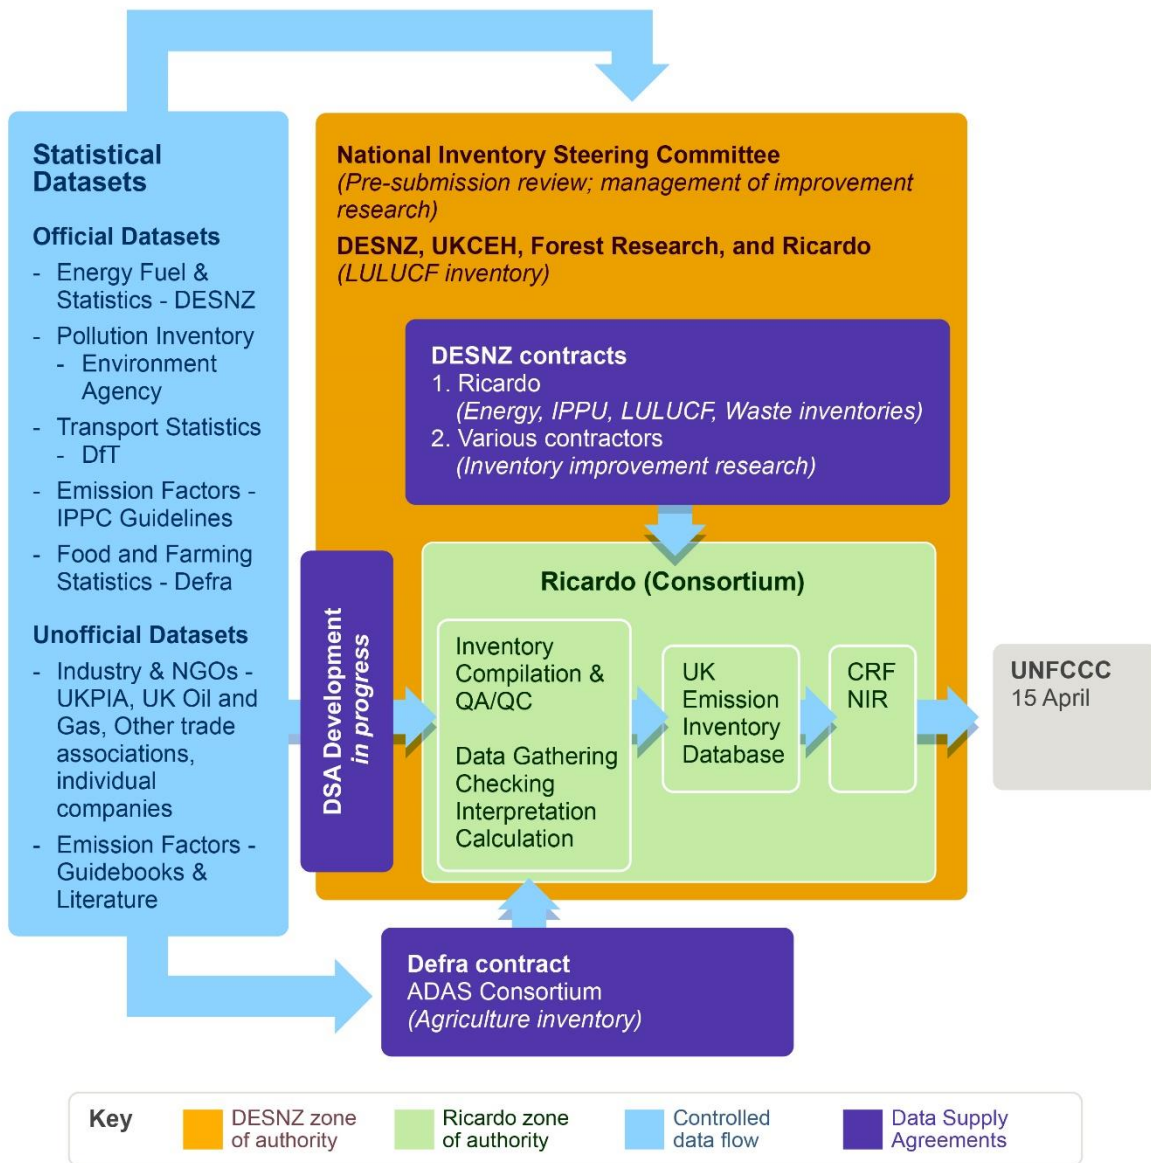 Statistical
Datasets
Official Datasets
- Energy Fuel &
Statistics - DESNZ
- Pollution Inventory
- Environment
Agency
- Transport Statistics
- DfT
- Emission Factors -
IPPC Guidelines
- Food and Farming
Statistics - Defra
Unofficial Datasets
- Industry & NGOs -
UKPIA, UK Oil and
Gas, Other trade
associations,
individual
companies
- Emission Factors -
Guidebooks &
Literature
National Inventory Steering Committee
(Pre-submission review; management of improvement
research)
DESNZ, UKCEH, Forest Research, and Ricardo
(LULUCF inventory)
DESNZ contracts
1. Ricardo
(Energy, IPPU, LULUCF, Waste inventories)
2. Various contractors
(Inventory improvement research)
DSA Development
in progress
Ricardo (Consortium)
Inventory
Compilation &
QA/QC
Data Gathering
Checking
Interpretation
Calculation
UK
Emission
Inventory
Database
CRF
NIR
UNFCCC
15 April
Defra contract
ADAS Consortium
(Agriculture inventory)
Key
DESNZ zone
of authority
Ricardo zone
of authority
Controlled
data flow
Data Supply
Agreements